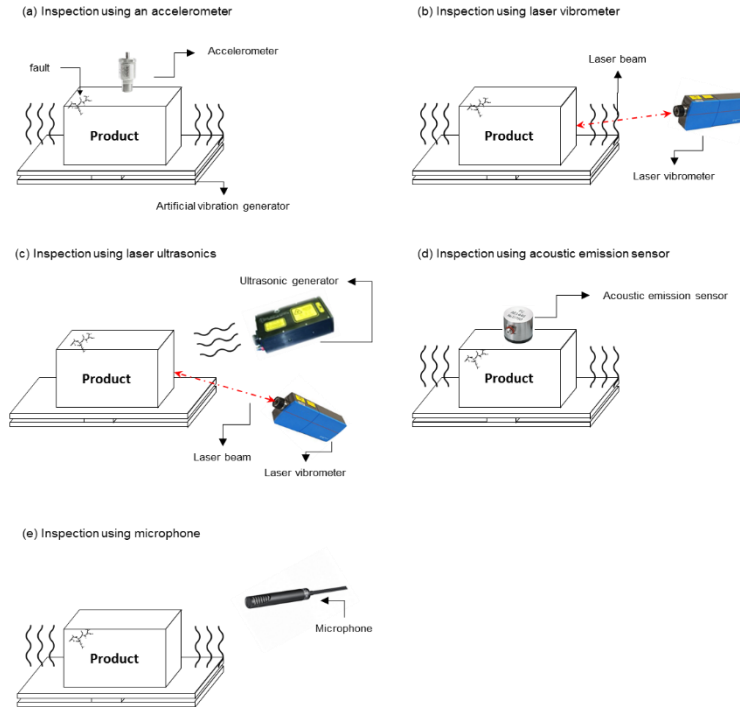 (a) Inspection using an accelerometer
Accelerometer
fault
Product
Artificial vibration generator
(b) Inspection using laser vibrometer
Laser beam
Product
Laser vibrometer
(c) Inspection using laser ultrasonics
Ultrasonic generator
Product
Laser beam
Laser vibrometer
(d) Inspection using acoustic emission sensor
Acoustic emission sensor
Product
(e) Inspection using microphone
Microphone
Product